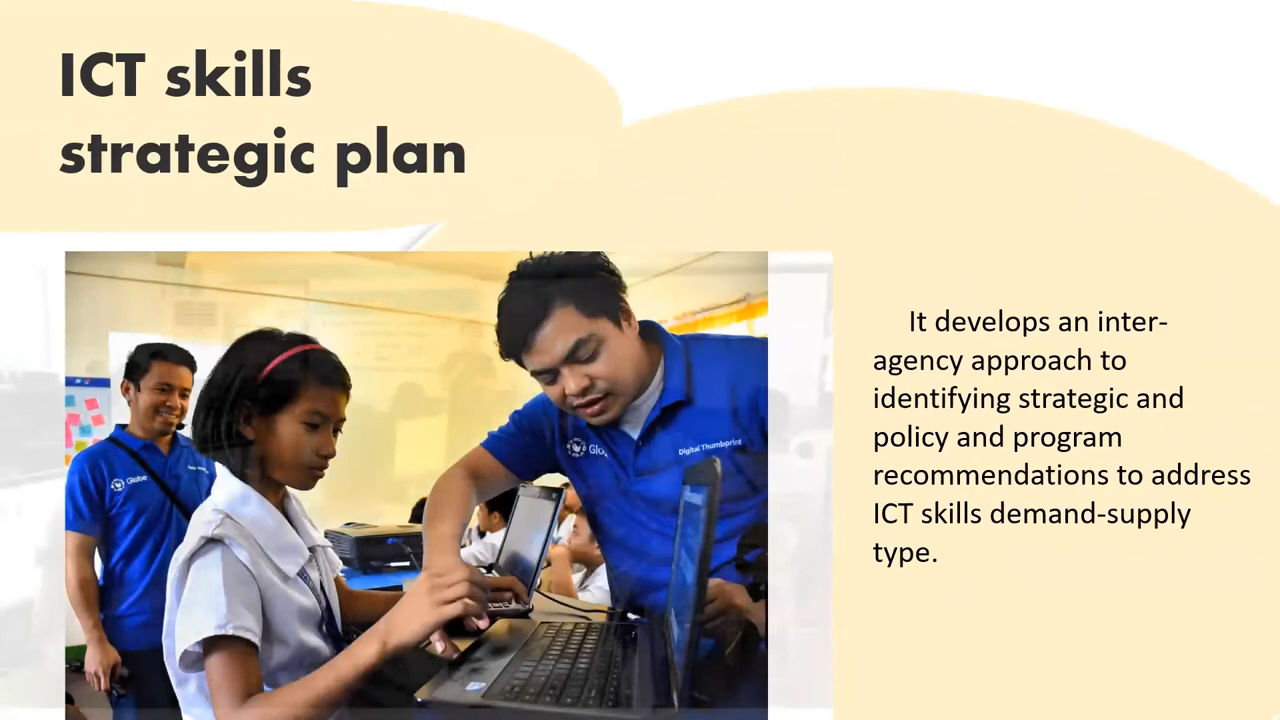 ICT skills
strategic plan
It develops an inter-
agency approach to
identifying strategic and
policy and program
recommendations to address
ICT skills demand-supply
type.
Globe
Digital Thumbprint